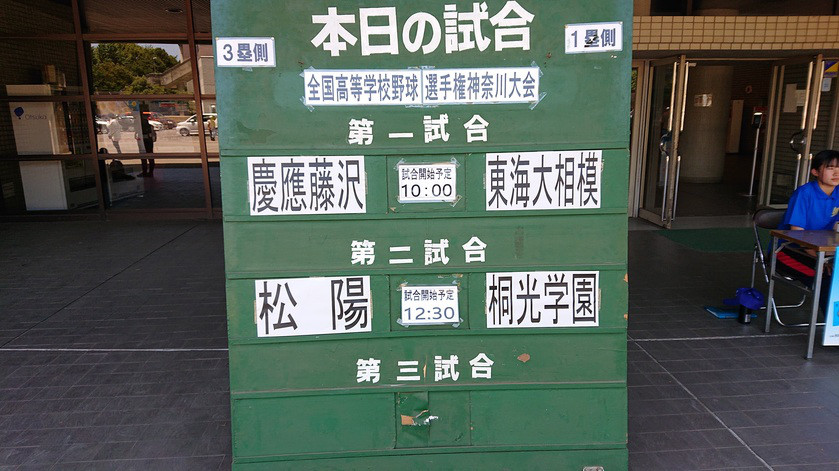 本日の試合
3塁側
1塁側
全国高等学校野球 選手権神奈川大会
第一試合
慶應藤沢
試合開始予定
10:00
東海大相模
第二試合
松 陽
試合開始予定
12:30
桐光学園
第三試合